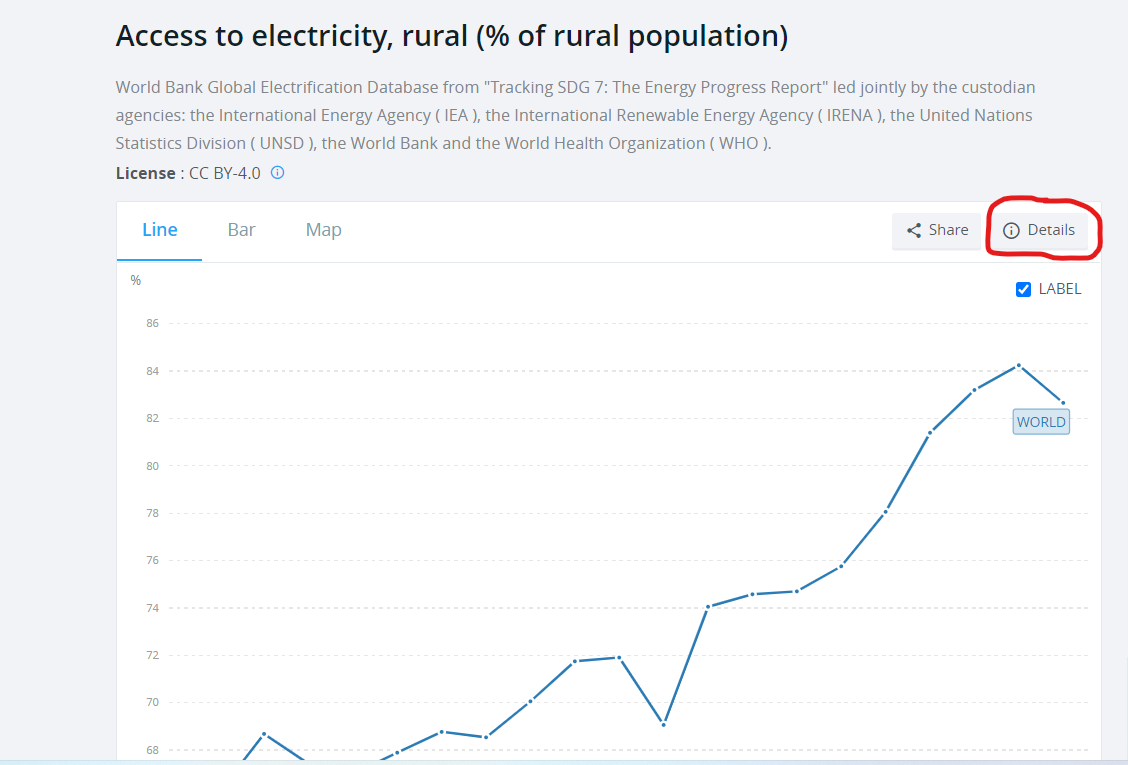 Access to electricity, rural (% of rural population)
World Bank Global Electrification Database from "Tracking SDG 7: The Energy Progress Report" led jointly by the custodian
agencies: the International Energy Agency ( IEA ), the International Renewable Energy Agency ( IRENA ), the United Nations
Statistics Division ( UNSD ), the World Bank and the World Health Organization ( WHO ).
License : CC BY-4.0
Line Bar Map Share Details
%
LABEL
86
84
82
WORLD
80
78
76
74
72
70
68